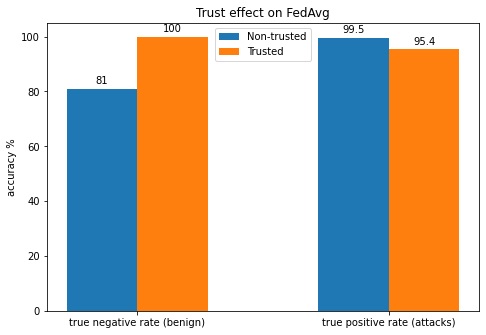 Trust effect on FedAvg
Non-trusted
Trusted
81
100
99.5
95.4
100
80
60
40
20
0
accuracy %
true negative rate (benign)
true positive rate (attacks)